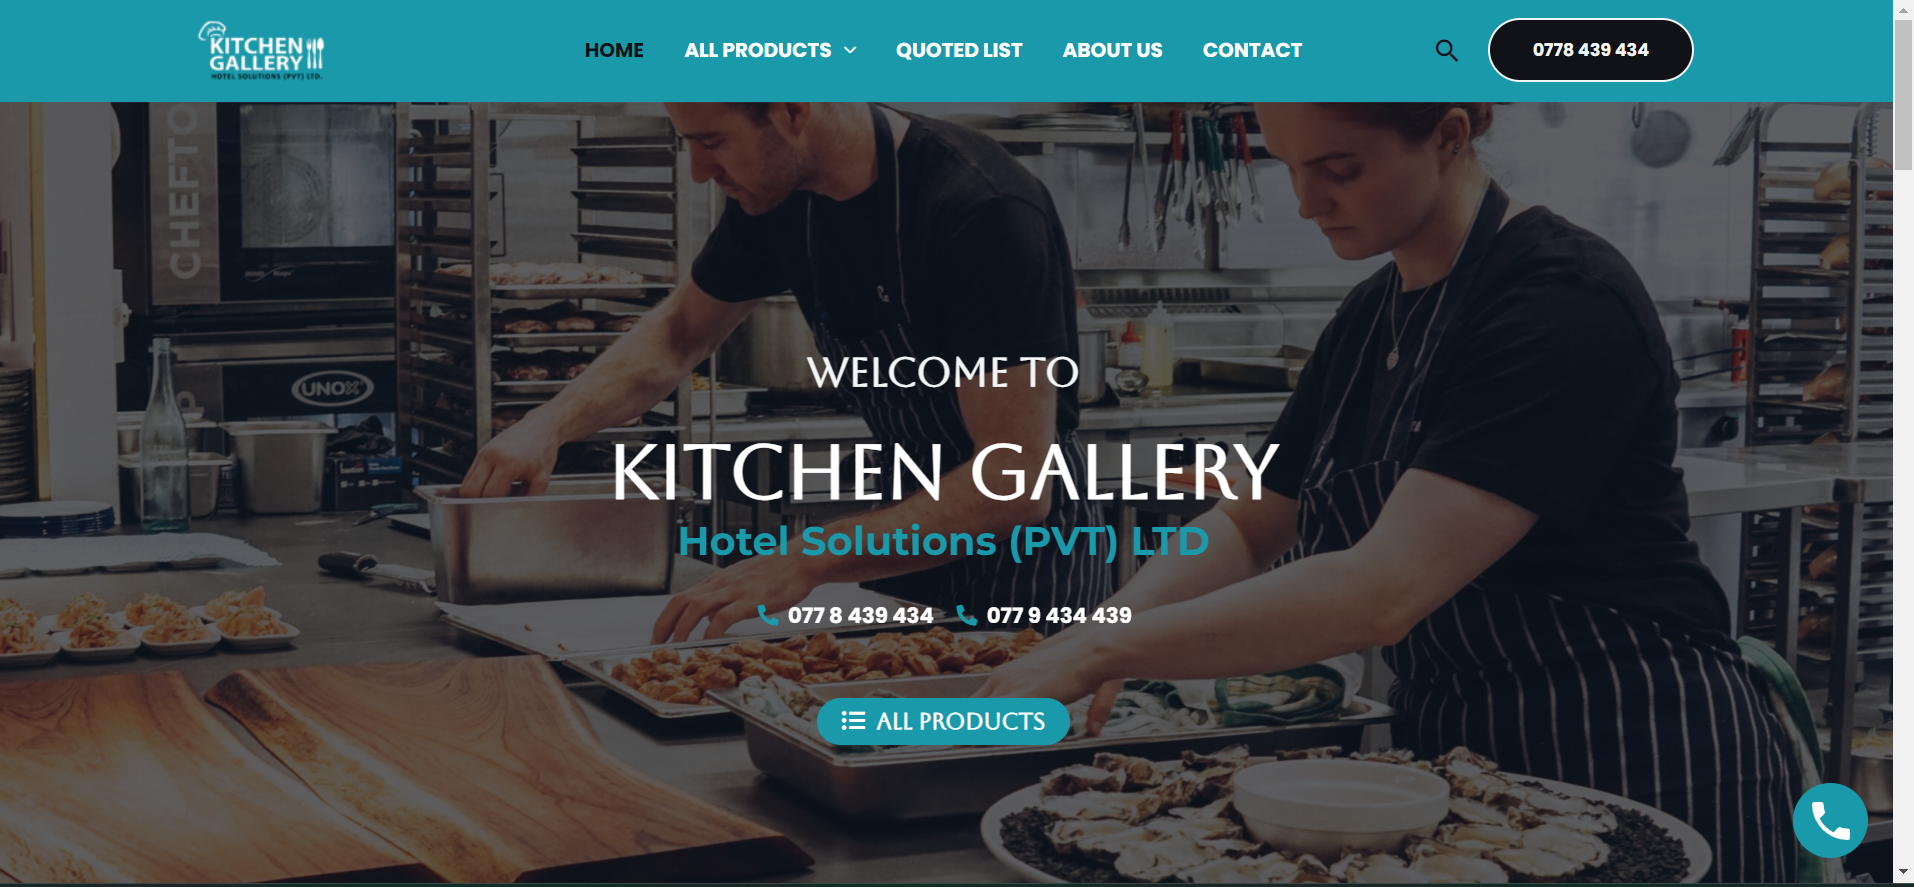 KITCHEN
GALLERY
HOTEL SOLUTIONS (PVT) LTD.
HOME
ALL PRODUCTS
QUOTED LIST
ABOUT US
CONTACT
0778 439 434
CHEFTO
UNOX
WELCOME TO
KITCHEN GALLERY
Hotel Solutions (PVT) LTD
077 8 439 434
077 9 434 439
ALL PRODUCTS